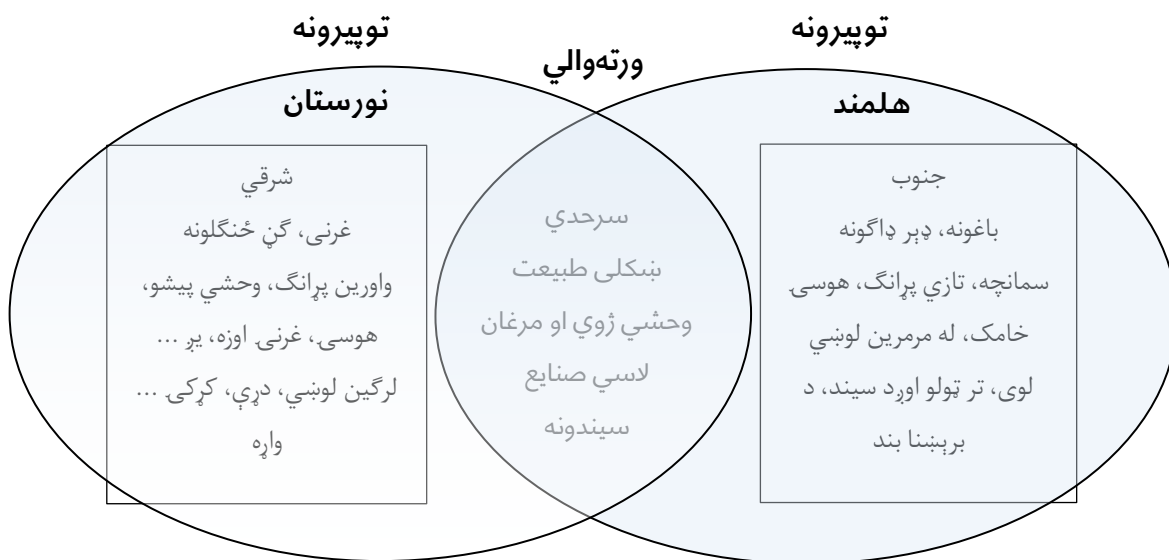 توپیرونه
توپیرونه
ورته‌والي
هلمند
نورستان
جنوب
باغونه، ډېر ډاګونه
سمانچه، تازي پړانګ، هوسۍ
خامک، له مرمرین لوښي
لوی، تر ټولو اوږد سیند، د
برېښنا بند
سرحدي
ښکلی طبیعت
وحشي ژوي او مرغان
لاسي صنایع
سیندونه
شرقي
غرنی، ګڼ ځنګلونه
واورین پړانګ، وحشي پیشو،
هوسۍ، غرنۍ اوزه، یږ ...
لرګین لوښي، دړې، کړکۍ ...
واړه